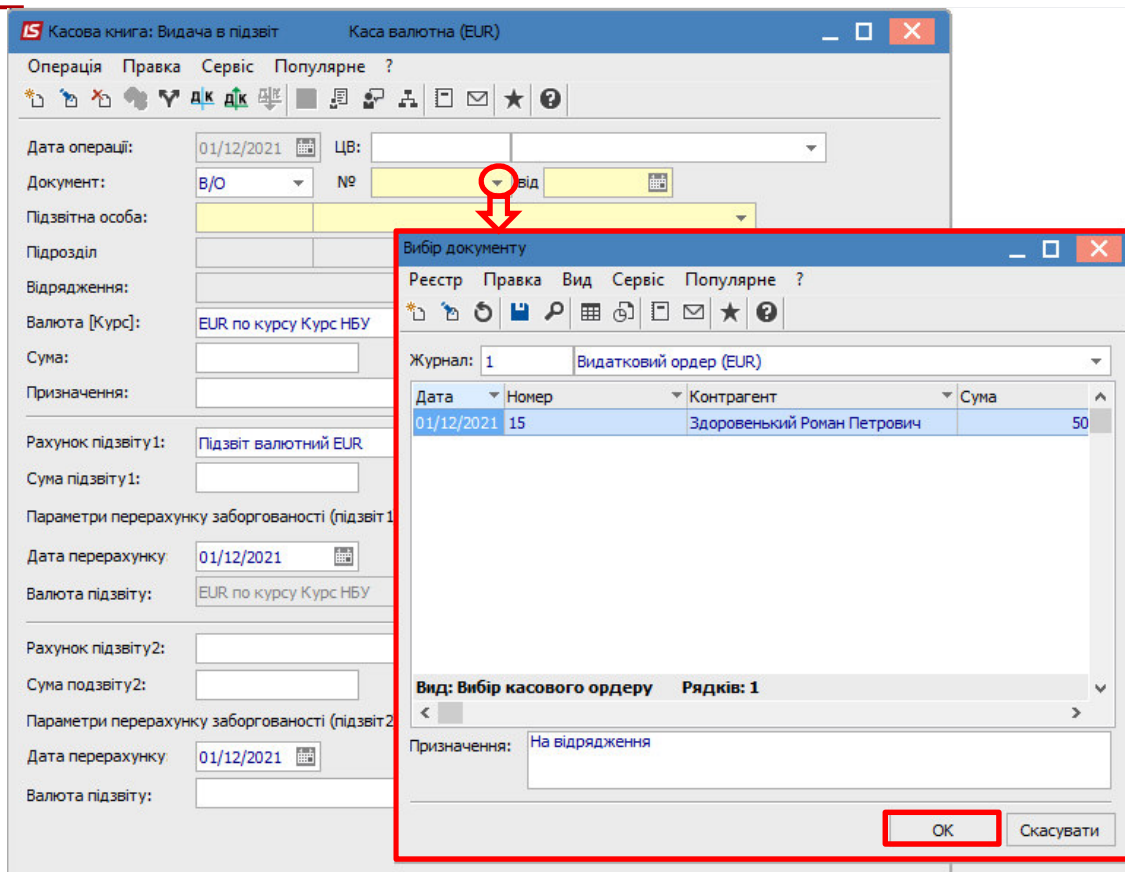 Касова книга: Видача в підзвіт Каса валютна (EUR)
Операція Правка Сервіс Популярне ?
Дата операції: 01/12/2021 ЦВ:
Документ: В/О № від
Підзвітна особа:
Підрозділ
Відрядження:
Валюта [Курс]: EUR по курсу Курс НБУ
Сума:
Призначення:
Рахунок підзвіту1: Підзвіт валютний EUR
Сума підзвіту1:
Параметри перерахунку заборгованості (підзвіт1
Дата перерахунку 01/12/2021
Валюта підзвіту: EUR по курсу Курс НБУ
Рахунок підзвіту2:
Сума подзвіту2:
Параметри перерахунку заборгованості (підзвіт2
Дата перерахунку 01/12/2021
Валюта підзвіту:
Вибір документу
Реєстр Правка Вид Сервіс Популярне ?
Журнал: 1 Видатковий ордер (EUR)
Дата Номер Контрагент Сума
01/12/2021 15 Здоровенький Роман Петрович 50
Вид: Вибір касового ордеру Рядків: 1
Призначення: На відрядження
ОК Скасувати